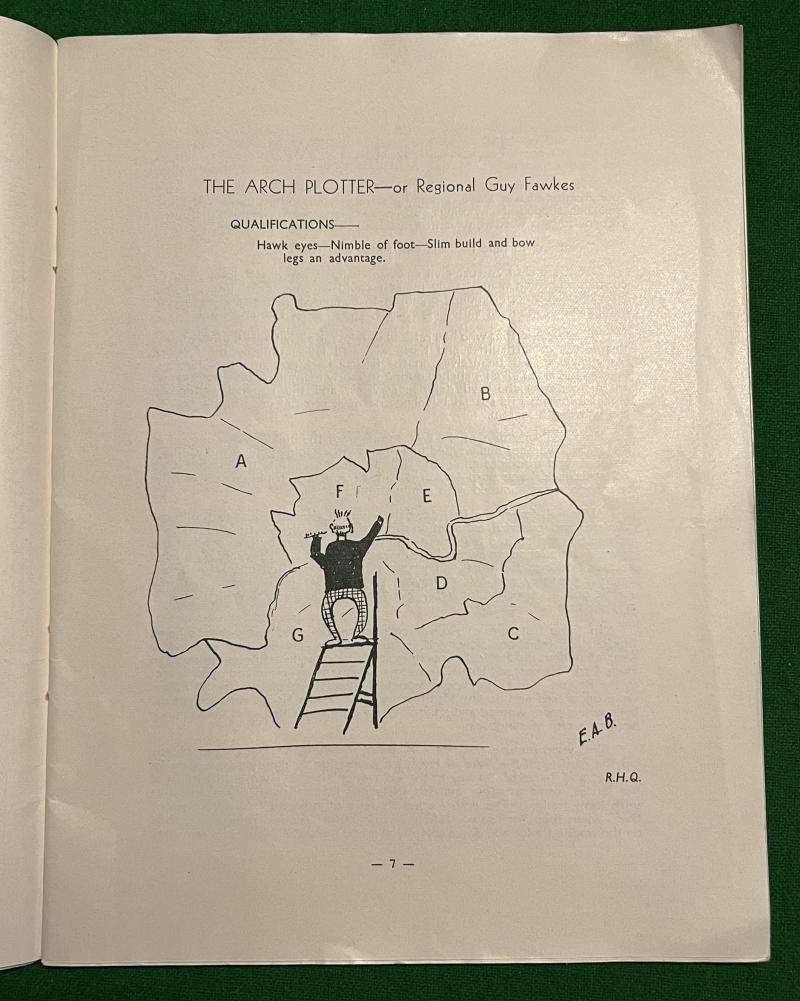 THE ARCH PLOTTER—or Regional Guy Fawkes
QUALIFICATIONS—
Hawk eyes—Nimble of foot—Slim build and bow
legs an advantage.
B
A
F
E
D
G
C
E.A.B.
R.H.Q.
— 7 —